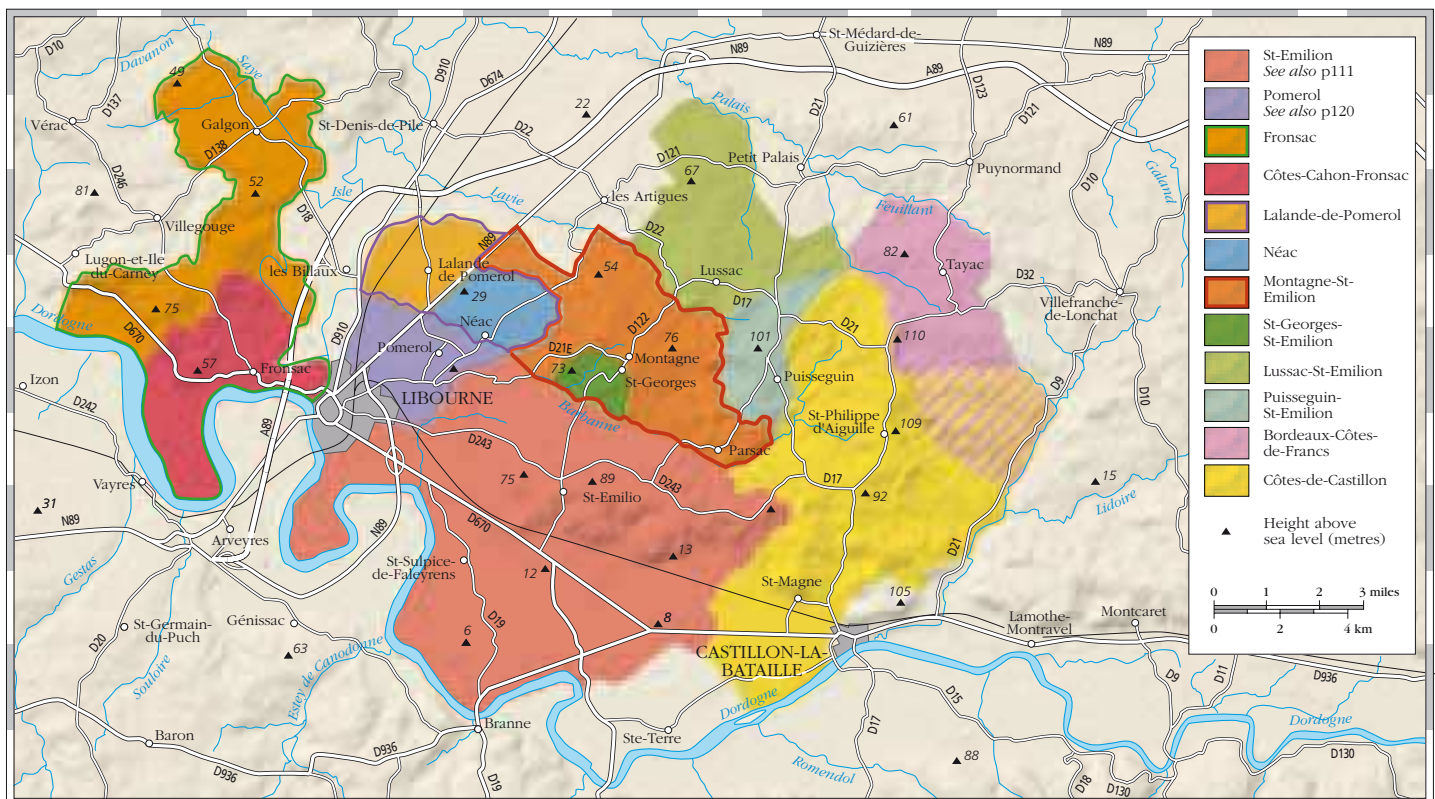 St-Médard-de-
Guizières
N89
D10
Davanon
49
Saye
D910
D674
N89
A89
D21
D123
D137
Vérac
Galgon
St-Denis-de-Pile
22
D22
Palais
61
D121
D138
D246
81
52
Isle
D18
Lavie
les Artigues
D121
67
Petit Palais
Puynormand
D10
Galand
Villegouge
N89
D22
Feuillant
Lugon-et-Ile
du-Carney
les Billaux
Lalande
de Pomerol
54
Lussac
82
Tayac
D32
Villefranche-
de-Lonchat
75
29
D17
Dordogne
D670
D910
Néac
D122
76
101
D21
110
Pomerol
D21E
Montagne
57
Fronsac
73
St-Georges
Puisseguin
D9
Izon
LIBOURNE
D10
D242
A89
Barbanne
St-Philippe
d'Aiguille
109
D243
Parsac
Vayres
75
89
D243
D17
92
15
31
St-Emilio
Lidoire
N89
Arveyres
N89
D670
D21
Gestas
St-Sulpice-
de-Faleyrens
13
12
St-Magne
105
Génissac
Lamothe-
Montravel
Montcaret
St-Germain-
du-Puch
D19
8
D20
6
63
CASTILLON-LA-
BATAILLE
Souloire
Estey de Canodonne
D9
D11
D936
D15
Dordogne
Branne
D17
Dordogne
Baron
Ste-Terre
D936
D936
D19
Romendol
88
D18
D130
D130
St-Emilion
See also p111
Pomerol
See also p120
Fronsac
Côtes-Cahon-Fronsac
Lalande-de-Pomerol
Néac
Montagne-St-
Emilion
St-Georges-
St-Emilion
Lussac-St-Emilion
Puisseguin-
St-Emilion
Bordeaux-Côtes-
de-Francs
Côtes-de-Castillon
Height above
sea level (metres)
0 1 2 3 miles
0 2 4 km